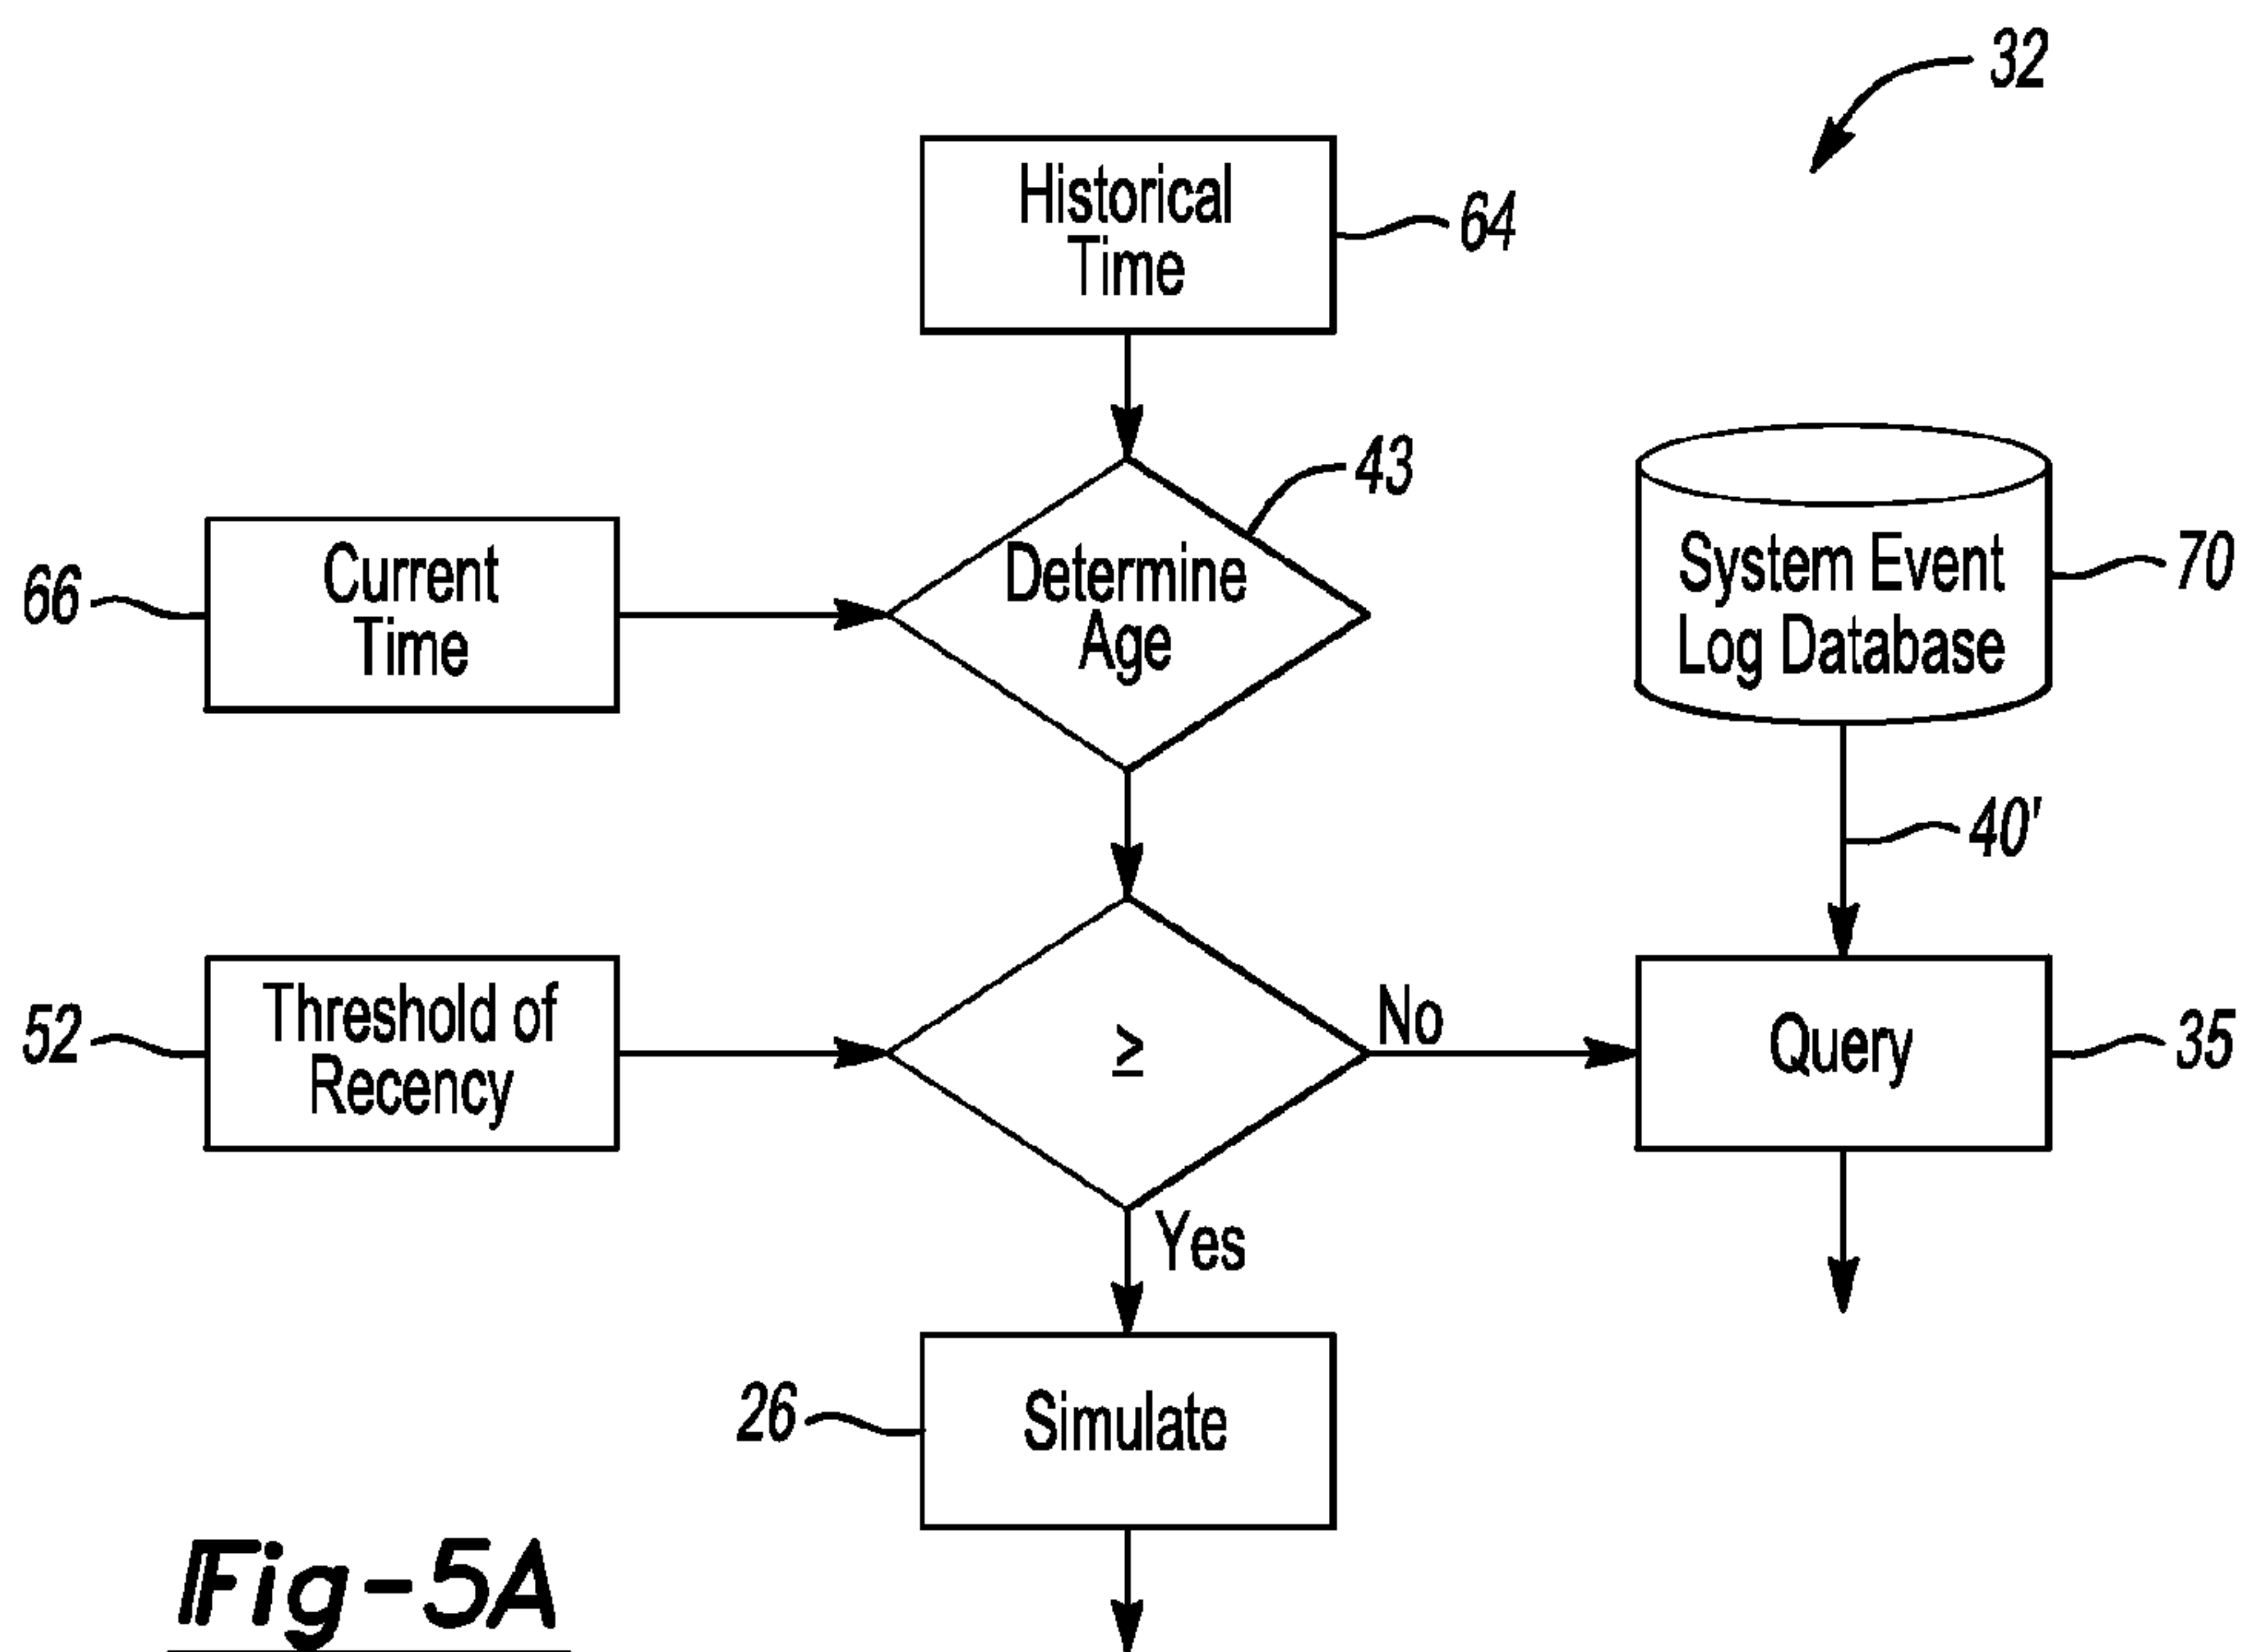 32
Historical
Time
64
43
Current
Time
66
Determine
Age
System Event
Log Database
70
40'
Threshold of
Recency
52
≥
No
Query
35
Yes
26
Simulate
Fig-5A